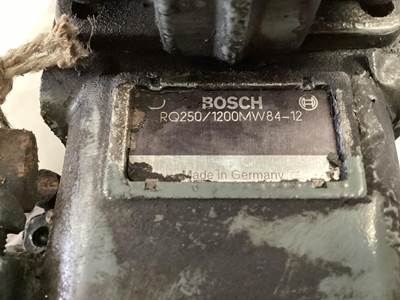 BOSCH
RQ250/1200MW84-12
Made in Germany